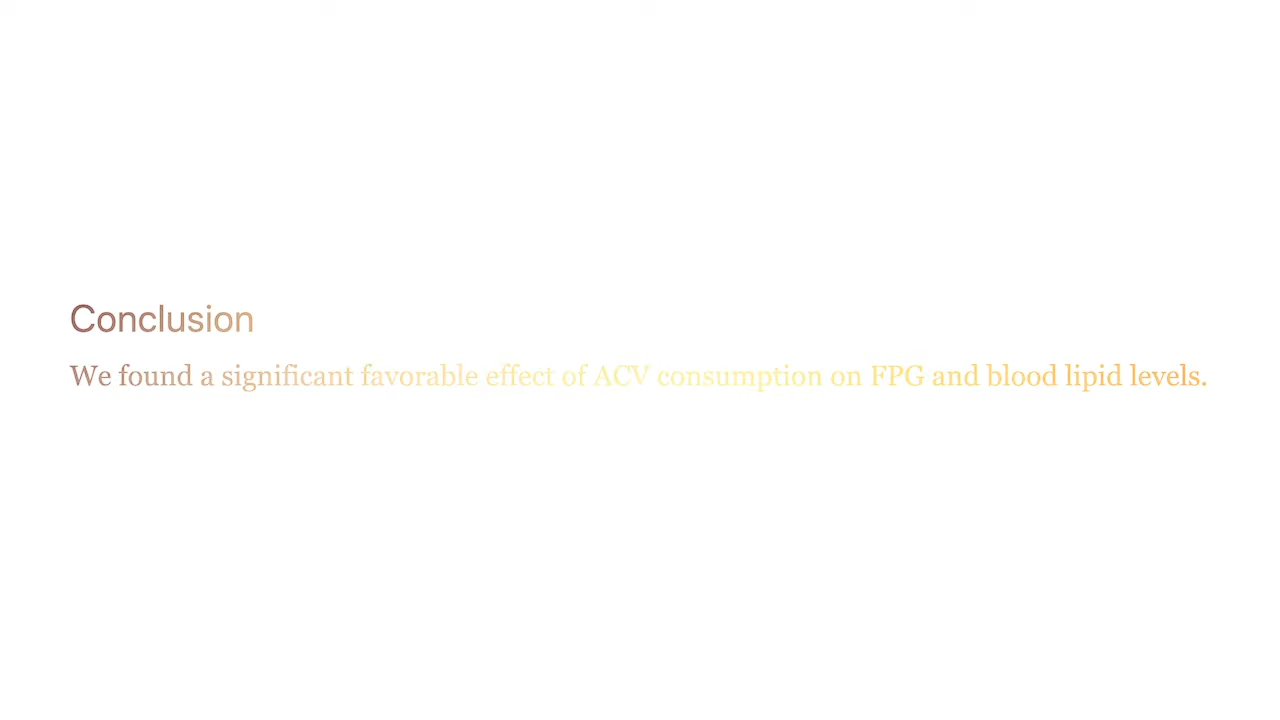 Conclusion
We found a significant favorable effect of ACV consumption on FPG and blood lipid levels.